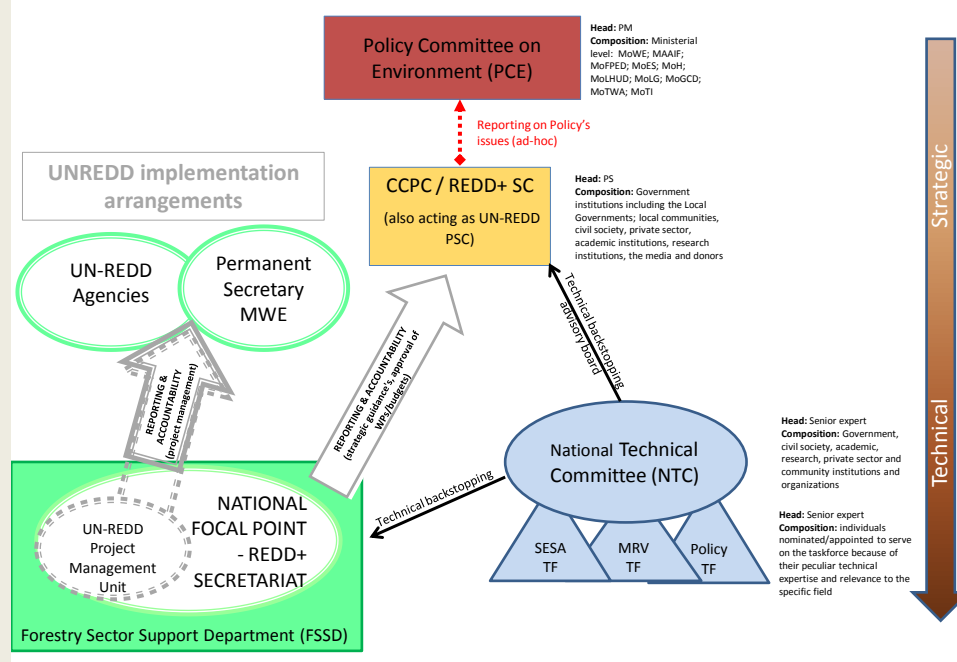 Policy Committee on
Environment (PCE)
Head: PM
Composition: Ministerial
level: MoWE; MAAIF;
MoFPED; MoES; MoH;
MoLHUD; MoLG; MoGCD;
MoTWA; MoTI
Reporting on Policy's
issues (ad-hoc)
UNREDD implementation
arrangements
CCPC / REDD+ SC
(also acting as UN-REDD
PSC)
Head: PS
Composition: Government
institutions including the Local
Governments; local communities,
civil society, private sector,
academic institutions, research
institutions, the media and donors
Strategic
UN-REDD
Agencies
Permanent
Secretary
MWE
Technical backstopping
advisory board
REPORTING &
ACCOUNTABILITY
(project management)
REPORTING & ACCOUNTABILITY
(strategic guidance's, approval of
WPs/budgets)
Technical
National Technical
Committee (NTC)
Head: Senior expert
Composition: Government,
civil society, academic,
research, private sector and
community institutions and
organizations
Technical backstopping
NATIONAL
FOCAL POINT
- REDD+
SECRETARIAT
UN-REDD
Project
Management
Unit
SESA
TF
MRV
TF
Policy
TF
Head: Senior expert
Composition: individuals
nominated/appointed to serve
on the taskforce because of
their peculiar technical
expertise and relevance to the
specific field
Forestry Sector Support Department (FSSD)